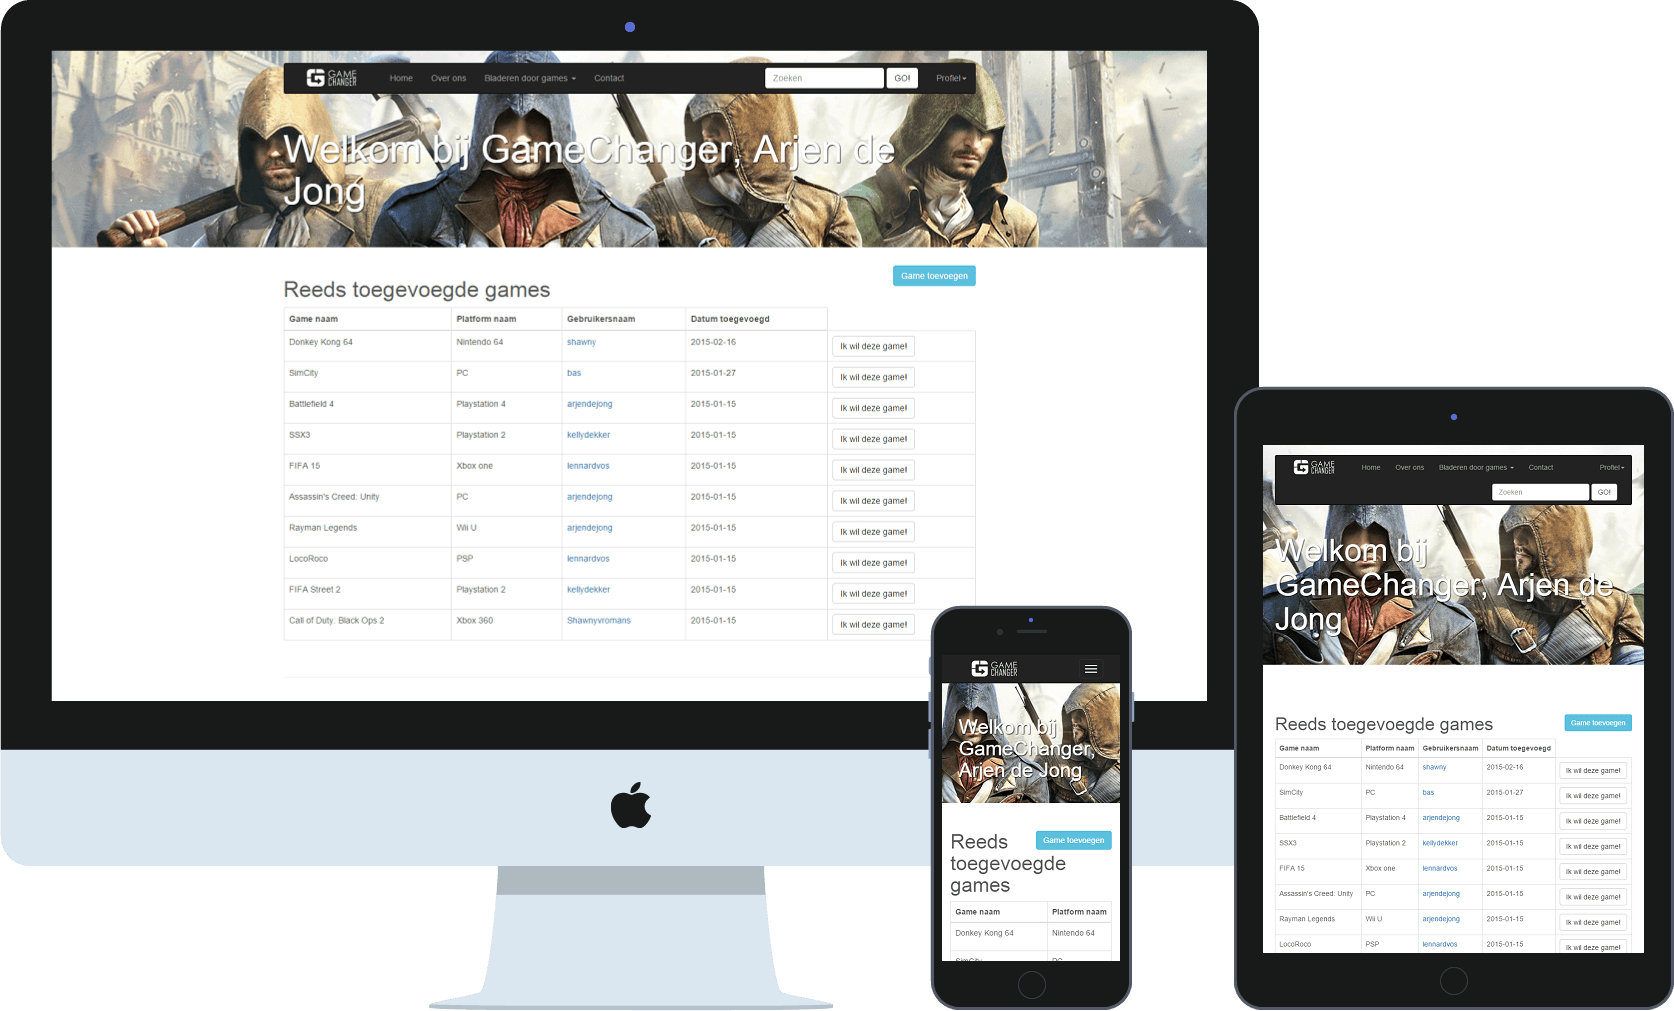 GAME
CHANGER
Home Over ons Bladeren door games Contact Zoeken GO! Profiel
Welkom bij GameChanger, Arjen de
Jong
Game toevoegen
Reeds toegevoegde games
Game naam Platform naam Gebruikersnaam Datum toegevoegd
Donkey Kong 64 Nintendo 64 shawny 2015-02-16 Ik wil deze game!
SimCity PC bas 2015-01-27 Ik wil deze game!
Battlefield 4 Playstation 4 arjendejong 2015-01-15 Ik wil deze game!
SSX3 Playstation 2 kellydekker 2015-01-15 Ik wil deze game!
FIFA 15 Xbox one lennardvos 2015-01-15 Ik wil deze game!
Assassin's Creed: Unity PC arjendejong 2015-01-15 Ik wil deze game!
Rayman Legends Wii U arjendejong 2015-01-15 Ik wil deze game!
LocoRoco PSP lennardvos 2015-01-15 Ik wil deze game!
FIFA Street 2 Playstation 2 kellydekker 2015-01-15 Ik wil deze game!
Call of Duty: Black Ops 2 Xbox 360 Shawnyvromans 2015-01-15 Ik wil deze game!
GAME
CHANGER
Welkom bij
GameChanger,
Arjen de Jong
Game toevoegen
Reeds
toegevoegde
games
Game naam Platform naam
Donkey Kong 64 Nintendo 64
SimCity PC
GAME
CHANGER
Home Over ons Bladeren door games Contact Profiel
Zoeken GO!
Welkom bij
GameChanger, Arjen de
Jong
Reeds toegevoegde games Game toevoegen
Game naam Platform naam Gebruikersnaam Datum toegevoegd
Donkey Kong 64 Nintendo 64 shawny 2015-02-16 Ik wil deze game!
SimCity PC bas 2015-01-27 Ik wil deze game!
Battlefield 4 Playstation 4 arjendejong 2015-01-15 Ik wil deze game!
SSX3 Playstation 2 kellydekker 2015-01-15 Ik wil deze game!
FIFA 15 Xbox one lennardvos 2015-01-15 Ik wil deze game!
Assassin's Creed: Unity PC arjendejong 2015-01-15 Ik wil deze game!
Rayman Legends Wii U arjendejong 2015-01-15 Ik wil deze game!
LocoRoco PSP lennardvos 2015-01-15 Ik wil deze game!